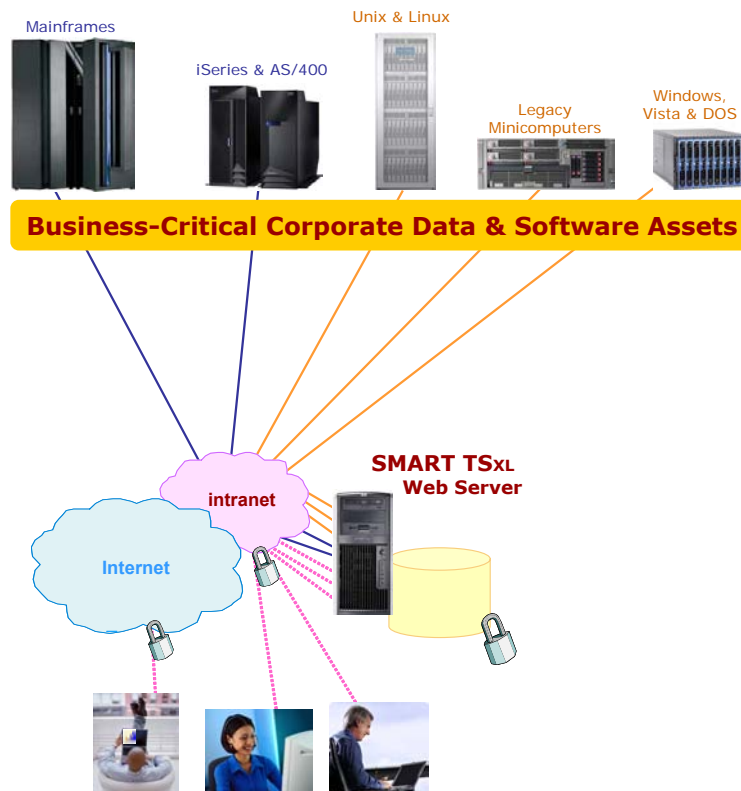 Mainframes
iSeries & AS/400
Unix & Linux
Legacy
Minicomputers
Windows,
Vista & DOS
Business-Critical Corporate Data & Software Assets
SMART TSXL
Web Server
intranet
Internet